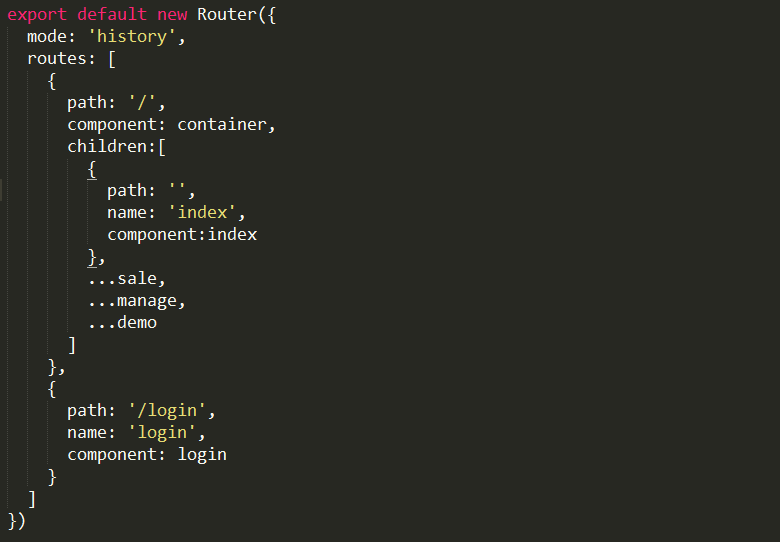 export default new Router({
  mode: 'history',
  routes: [
    {
      path: '/',
      component: container,
      children:[
        {
          path: '',
          name: 'index',
          component:index
        },
        ...sale,
        ...manage,
        ...demo
      ]
    },
    {
      path: '/login',
      name: 'login',
      component: login
    }
  ]
})